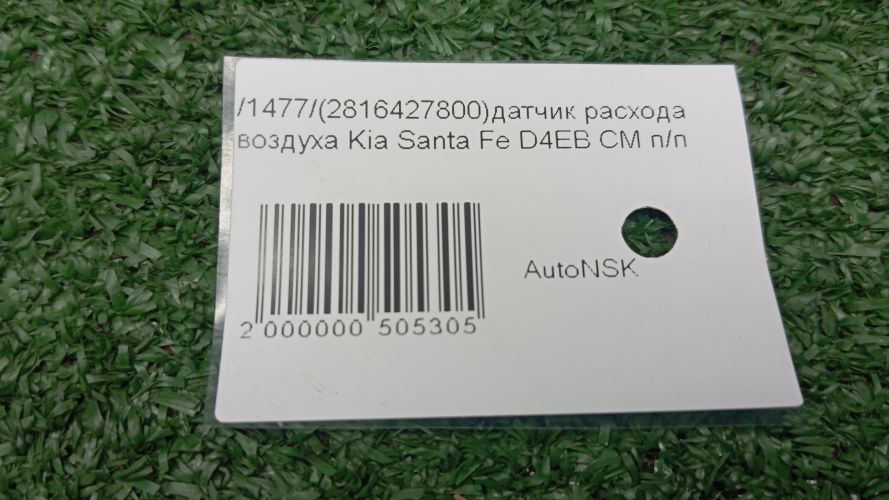 /1477/(2816427800)датчик расхода
воздуха Kia Santa Fe D4EB CM п/п
AutoNSK
2 000000 505305